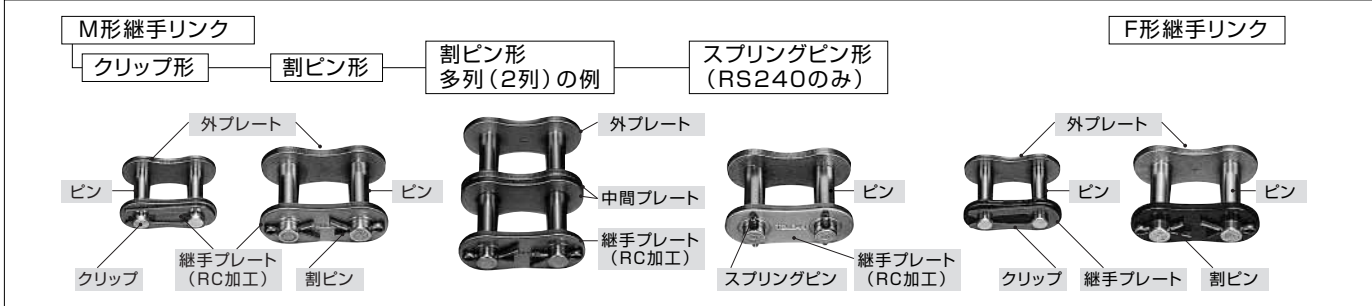 M形継手リンク
クリップ形
割ピン形
割ピン形
多列(2列)の例
スプリングピン形
(RS240のみ)
F形継手リンク
外プレート
ピン
ピン
クリップ
継手プレート
(RC加工)
割ピン
外プレート
中間プレート
継手プレート
(RC加工)
ピン
スプリングピン
継手プレート
(RC加工)
外プレート
ピン
ピン
クリップ
継手プレート
割ピン